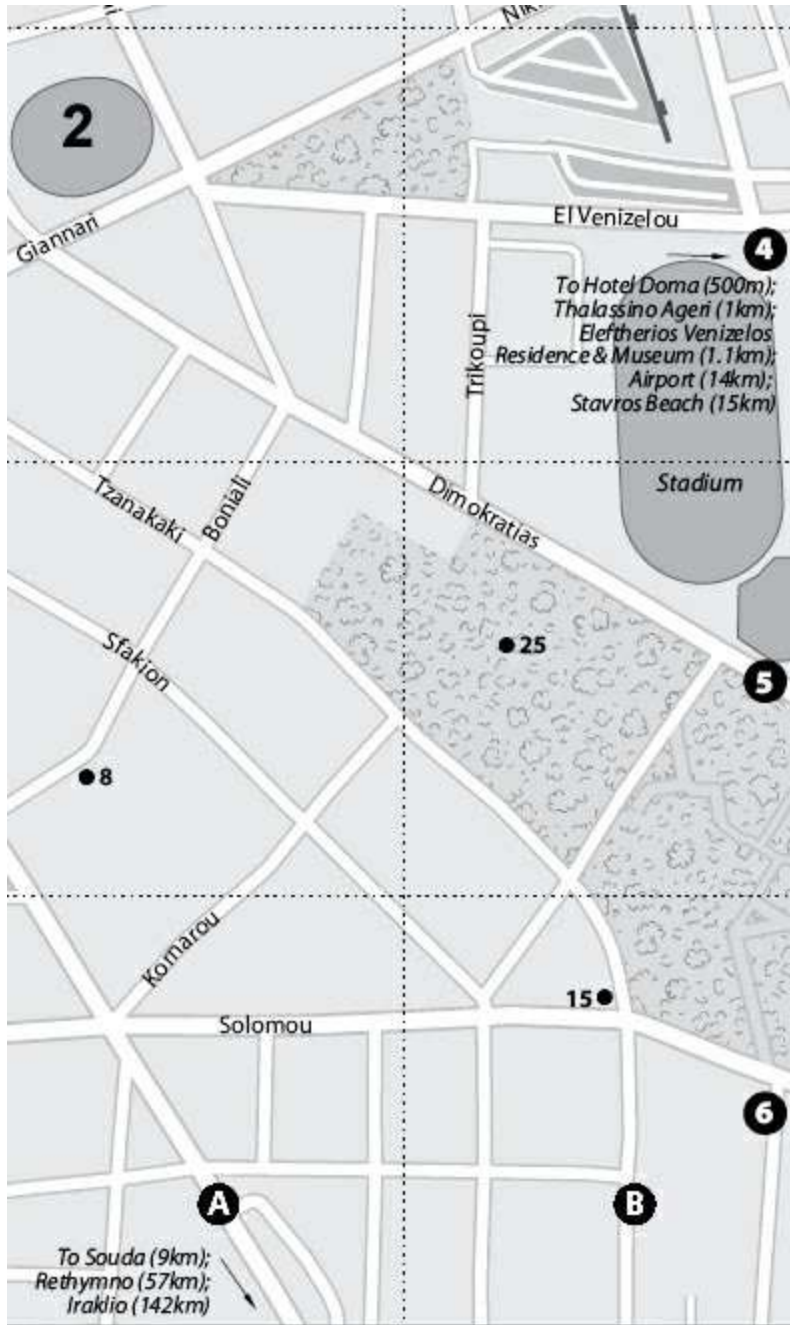 2
Giannari
El Venizelou
4
To Hotel Doma (500m);
Thalassino Ageri (1km);
Eleftherios Venizelos
Residence & Museum (1.1km);
Airport (14km);
Stavros Beach (15km)
Trikoupi
Stadium
Dimokratias
Tzanakaki
Boniali
Sfakion
25
5
8
Kornarou
15
Solomou
6
A
B
To Souda (9km);
Rethymno (57km);
Iraklio (142km)